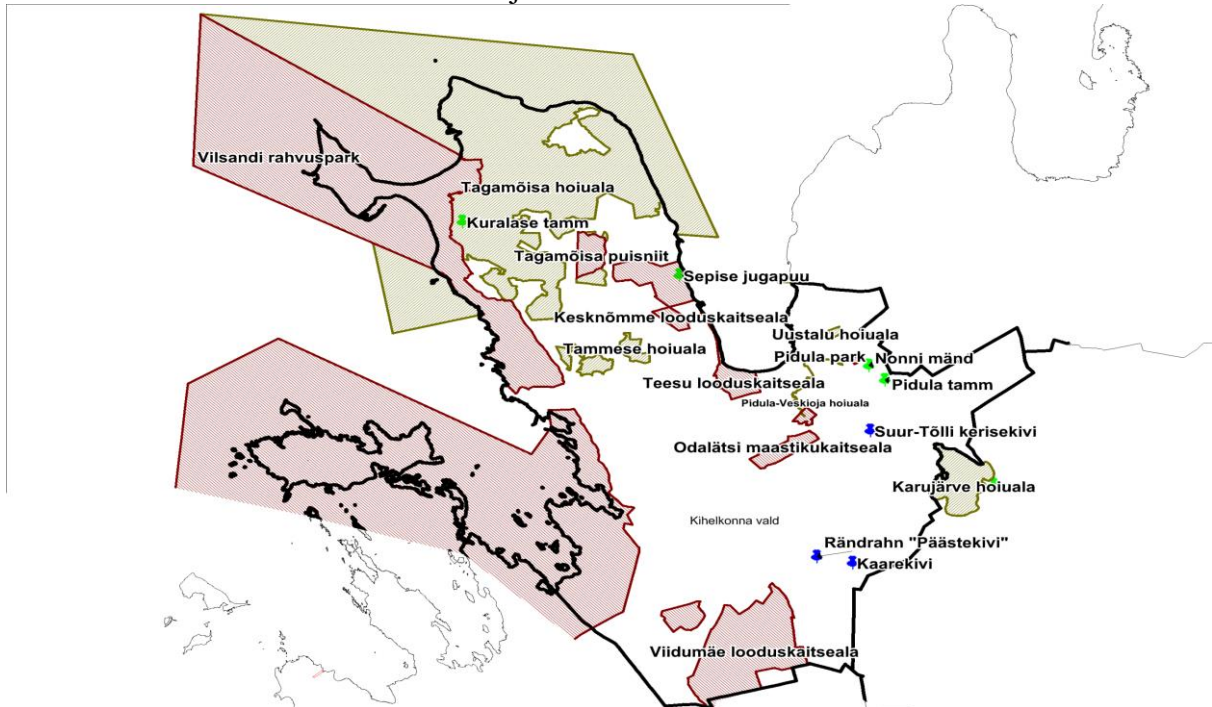 Vilsandi rahvuspark
Tagamõisa hoiuala
Kuralase tamm
Tagamõisa puisniit
Sepise jugapuu
Kesknõmme looduskaitseala
Uustalu hoiuala
Tammese hoiuala
Pidula park
Nonni mänd
Teesu looduskaitseala
Pidula tamm
Pidula-Veskioja hoiuala
Suur-Tõlli kerisekivi
Odalätsi maastikukaitseala
Karujärve hoiuala
Kihelkonna vald
Rändrahn "Päästekivi"
Kaarekivi
Viidumäe looduskaitseala